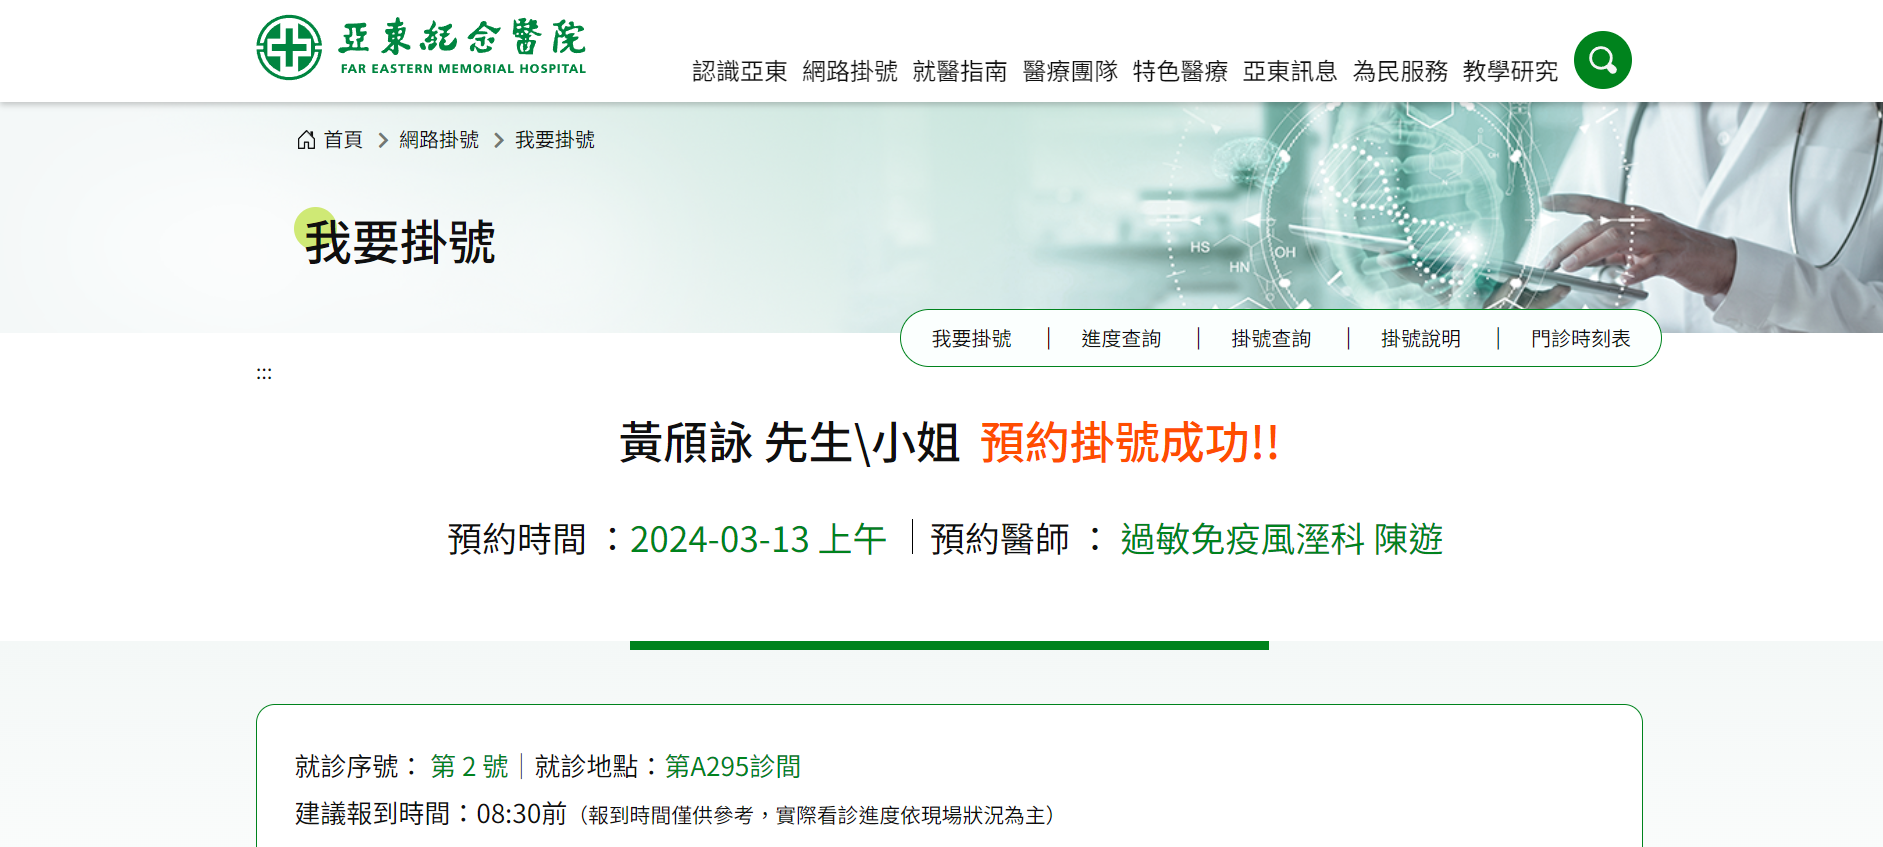 亞東紀念醫院
FAR EASTERN MEMORIAL HOSPITAL
認識亞東 網路掛號 就醫指南 醫療團隊 特色醫療 亞東訊息 為民服務 教學研究
首頁 > 網路掛號 > 我要掛號
我要掛號
HS
HN
OH
我要掛號 | 進度查詢 | 掛號查詢 | 掛號說明 | 門診時刻表
:::
黃頎詠 先生\小姐 預約掛號成功!!
預約時間 ：2024-03-13 上午 ｜預約醫師 ： 過敏免疫風溼科 陳遊
就診序號： 第 2 號｜就診地點：第A295診間
建議報到時間：08:30前（報到時間僅供參考，實際看診進度依現場狀況為主）